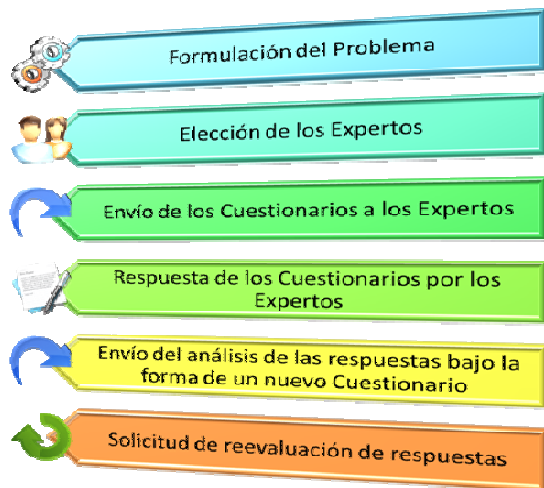 Formulación del Problema
Elección de los Expertos
Envío de los Cuestionarios a los Expertos
Respuesta de los Cuestionarios por los
Expertos
Envío del análisis de las respuestas bajo la
forma de un nuevo Cuestionario
Solicitud de reevaluación de respuestas